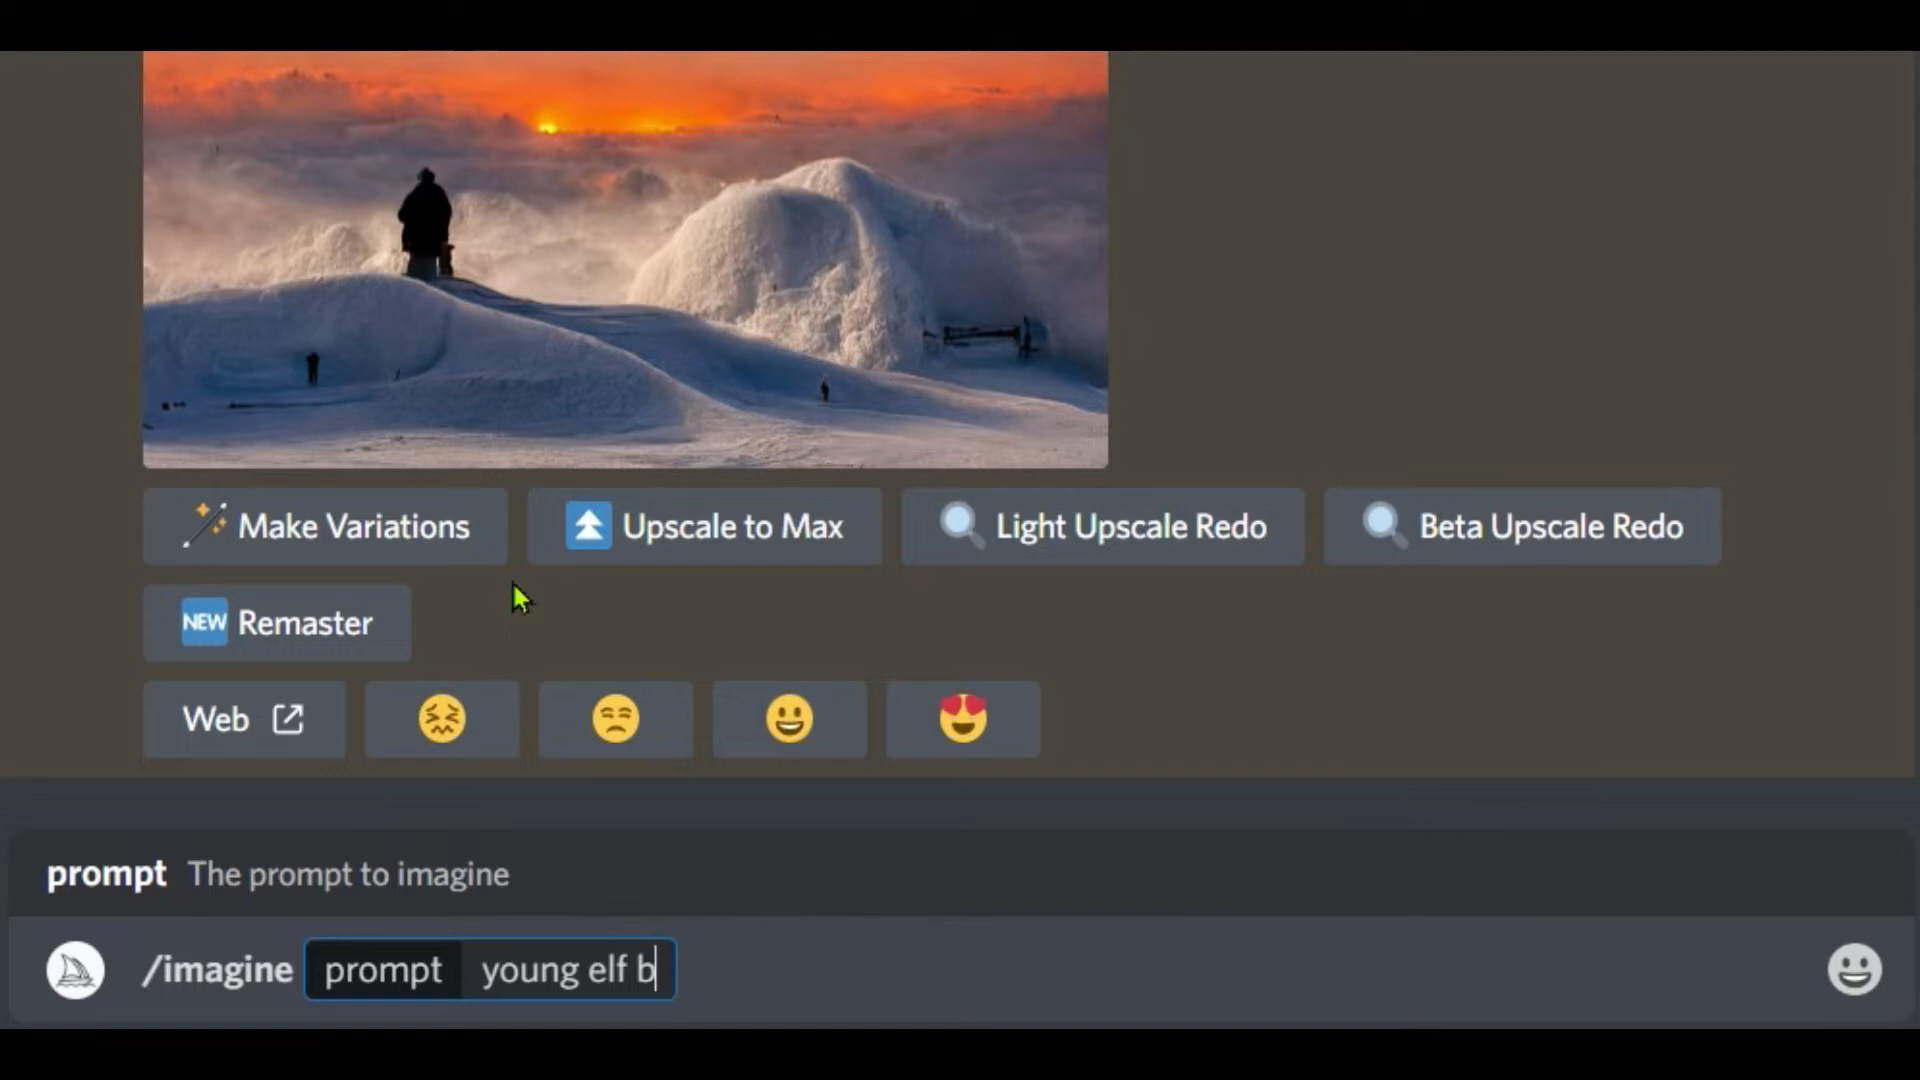 Make Variations
Upscale to Max
Light Upscale Redo
Beta Upscale Redo
NEW Remaster
Web
prompt The prompt to imagine
/imagine prompt young elf b